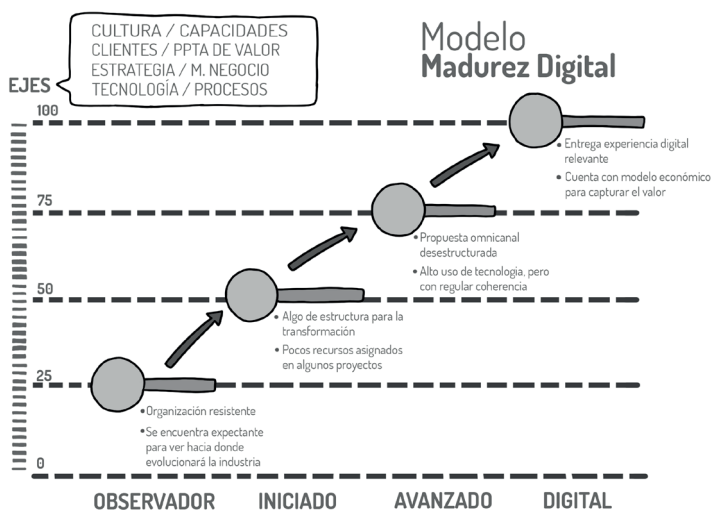 CULTURA / CAPACIDADES
CLIENTES / PPTA DE VALOR
ESTRATEGIA / M. NEGOCIO
TECNOLOGÍA / PROCESOS
Modelo
Madurez Digital
EJES
100
• Entrega experiencia digital
relevante
• Cuenta con modelo económico
para capturar el valor
75
• Propuesta omnicanal
desestructurada
• Alto uso de tecnología, pero
con regular coherencia
50
• Algo de estructura para la
transformación
• Pocos recursos asignados
en algunos proyectos
25
• Organización resistente
• Se encuentra expectante
para ver hacia donde
evolucionará la industria
0
OBSERVADOR INICIADO AVANZADO DIGITAL